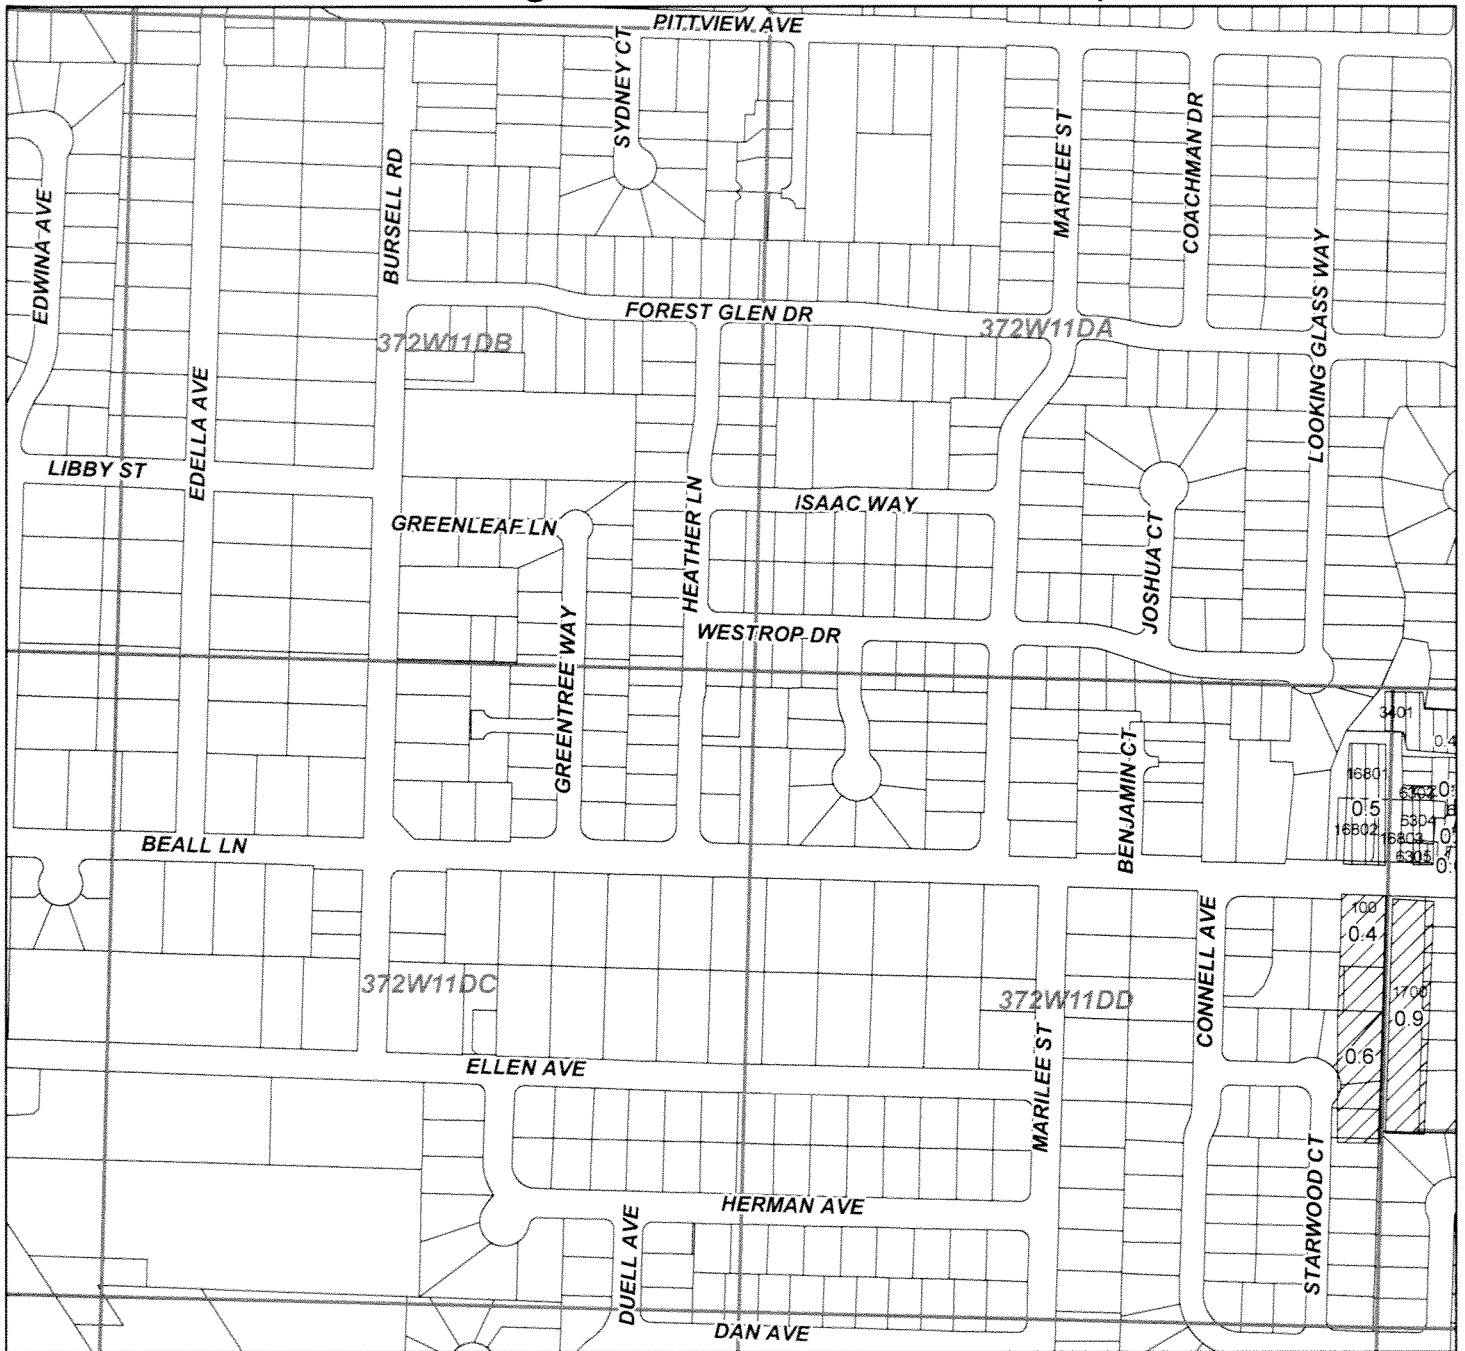 PITTVIEW AVE
SYDNEY CT
MARILEE ST
COACHMAN DR
BURSELL RD
EDWINA AVE
LOOKING GLASS WAY
FOREST GLEN DR
372W11DA
372W11DB
EDELLA AVE
LIBBY ST
HEATHER LN
ISAAC WAY
GREENLEAF LN
JOSHUA CT
GREENTREE WAY
WESTROP DR
3401
BENJAMIN CT
16801
0.5
6304
16802
16803
6305
BEALL LN
100
0.4
CONNELL AVE
372W11DC
372W11DD
1700
0.9
MARILEE ST
0.6
ELLEN AVE
STARWOOD CT
HERMAN AVE
DUELL AVE
DAN AVE